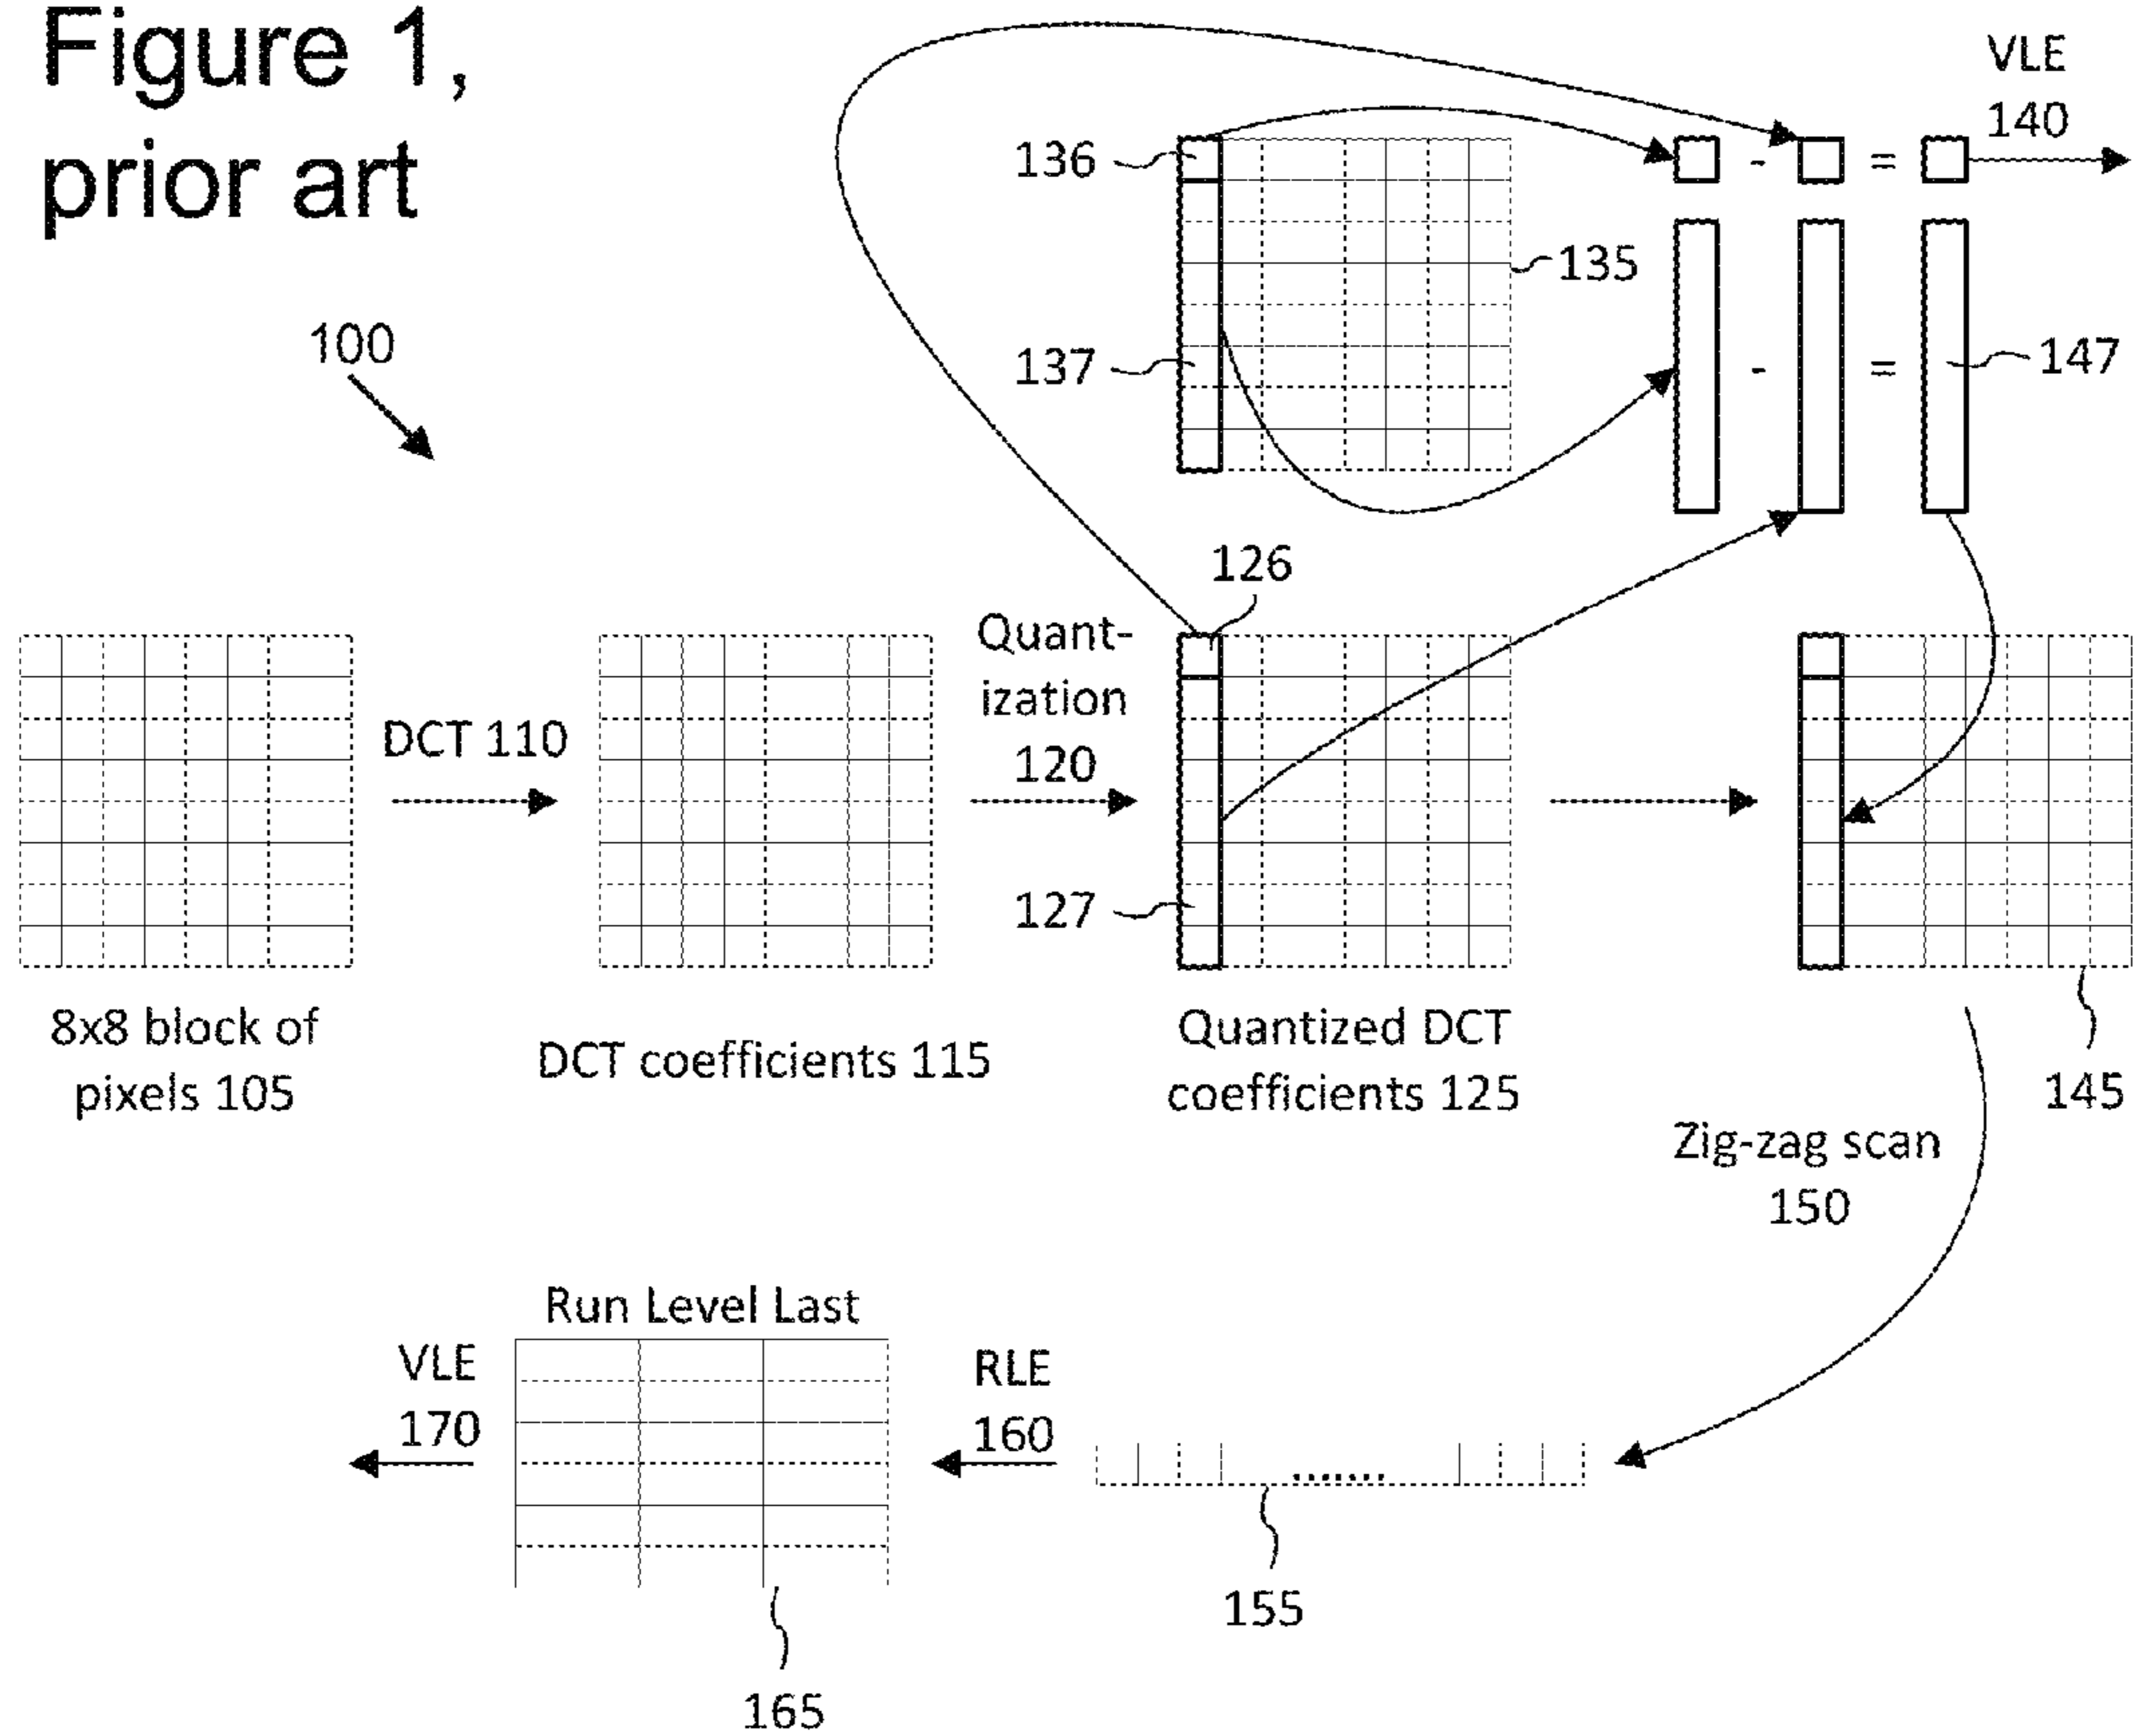 Figure 1,
prior art
100
VLE
140
136
- =
135
137
- =
147
126
Quant-
ization
120
DCT 110
127
8x8 block of
pixels 105
DCT coefficients 115
Quantized DCT
coefficients 125
145
Zig-zag scan
150
Run Level Last
VLE
170
RLE
160
.......
155
165